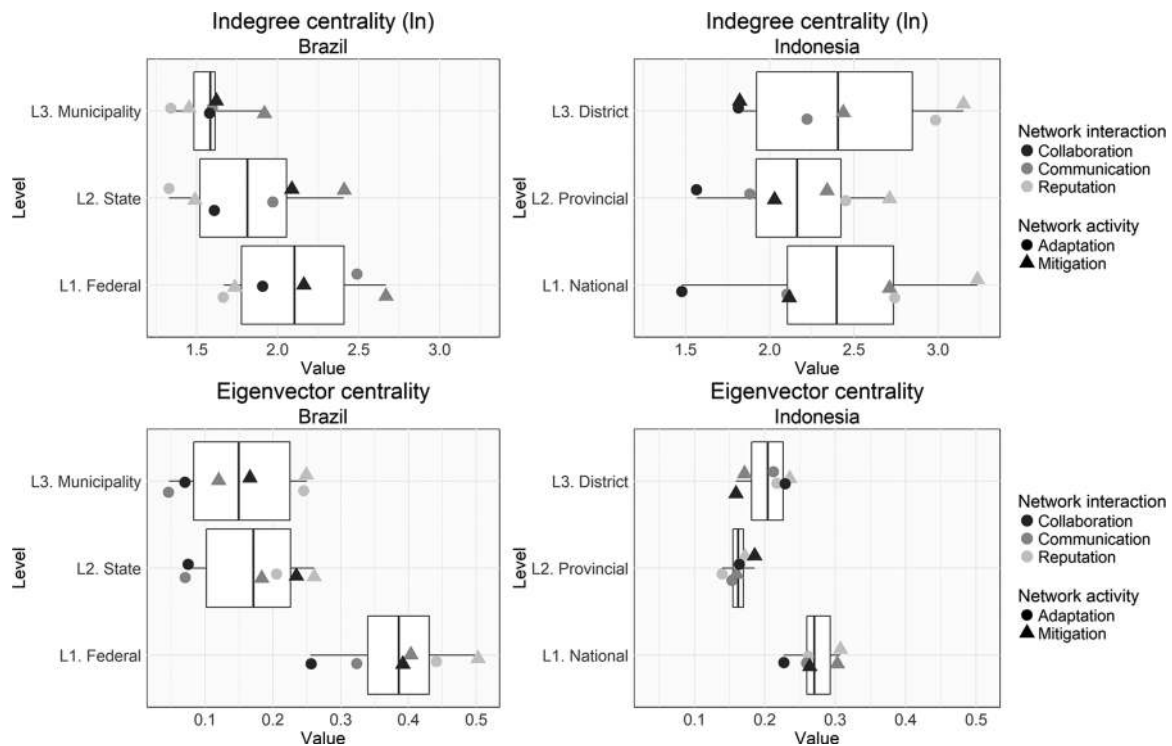 Indegree centrality (ln)
Brazil
L3. Municipality
L2. State
L1. Federal
Level
1.5 2.0 2.5 3.0
Value
Indegree centrality (ln)
Indonesia
L3. District
L2. Provincial
L1. National
Level
1.5 2.0 2.5 3.0
Value
Network interaction
Collaboration
Communication
Reputation
Network activity
Adaptation
Mitigation
Eigenvector centrality
Brazil
L3. Municipality
L2. State
L1. Federal
Level
0.1 0.2 0.3 0.4 0.5
Value
Eigenvector centrality
Indonesia
L3. District
L2. Provincial
L1. National
Level
0.1 0.2 0.3 0.4 0.5
Value
Network interaction
Collaboration
Communication
Reputation
Network activity
Adaptation
Mitigation